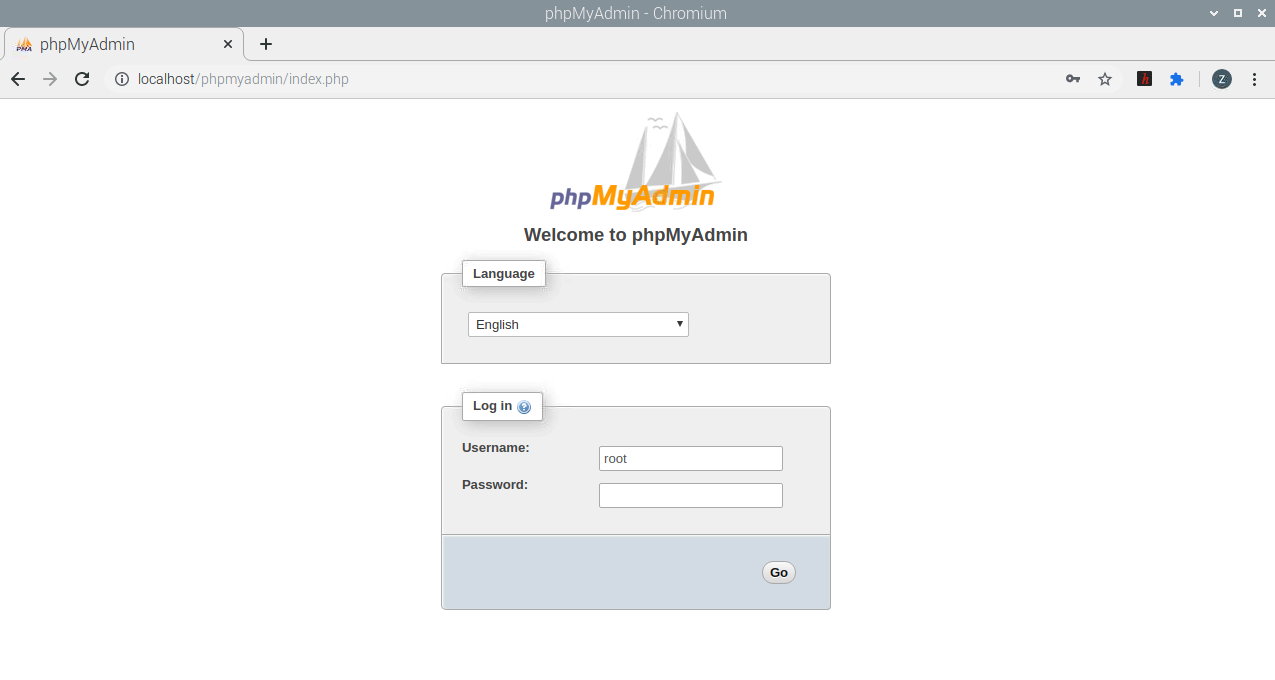 phpMyAdmin - Chromium
PMA phpMyAdmin
localhost/phpmyadmin/index.php
h
Z
phpMyAdmin
Welcome to phpMyAdmin
Language
English
Log in ?
Username:
root
Password:
Go